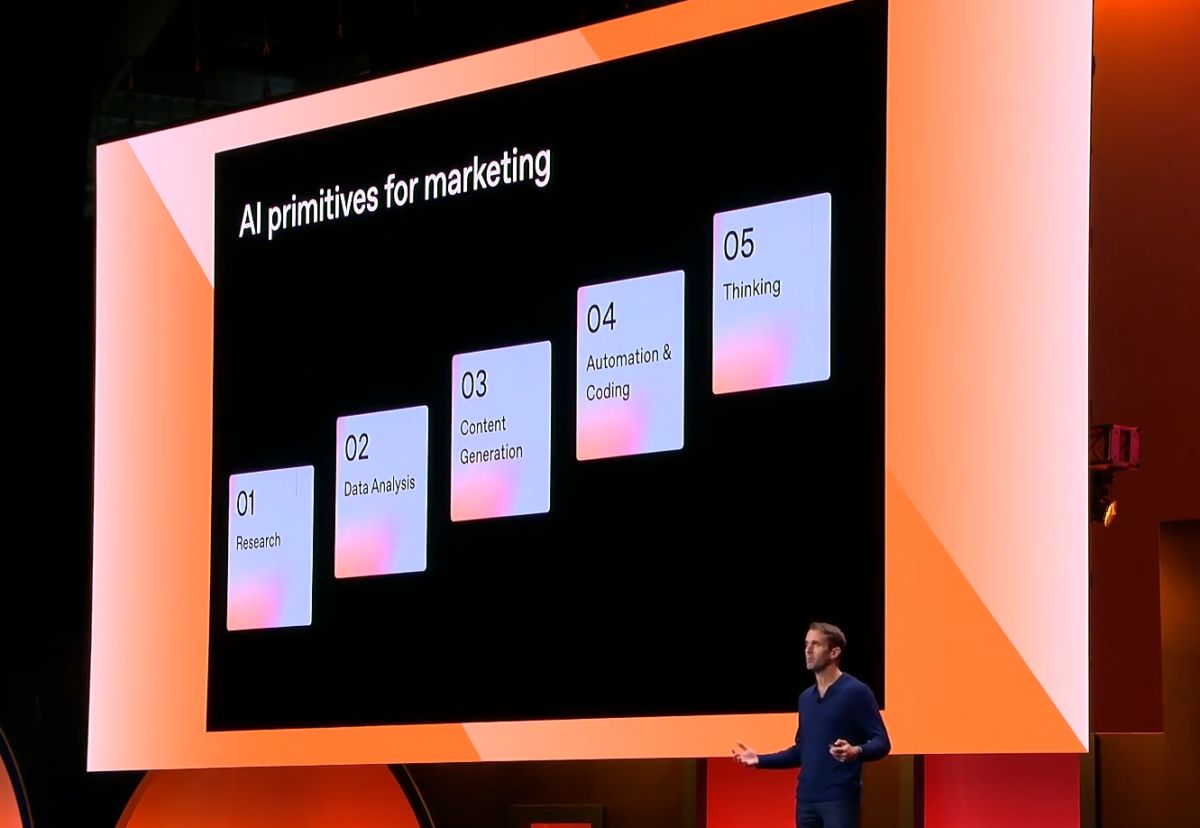 AI primitives for marketing
01
Research
02
Data Analysis
03
Content
Generation
04
Automation &
Coding
05
Thinking